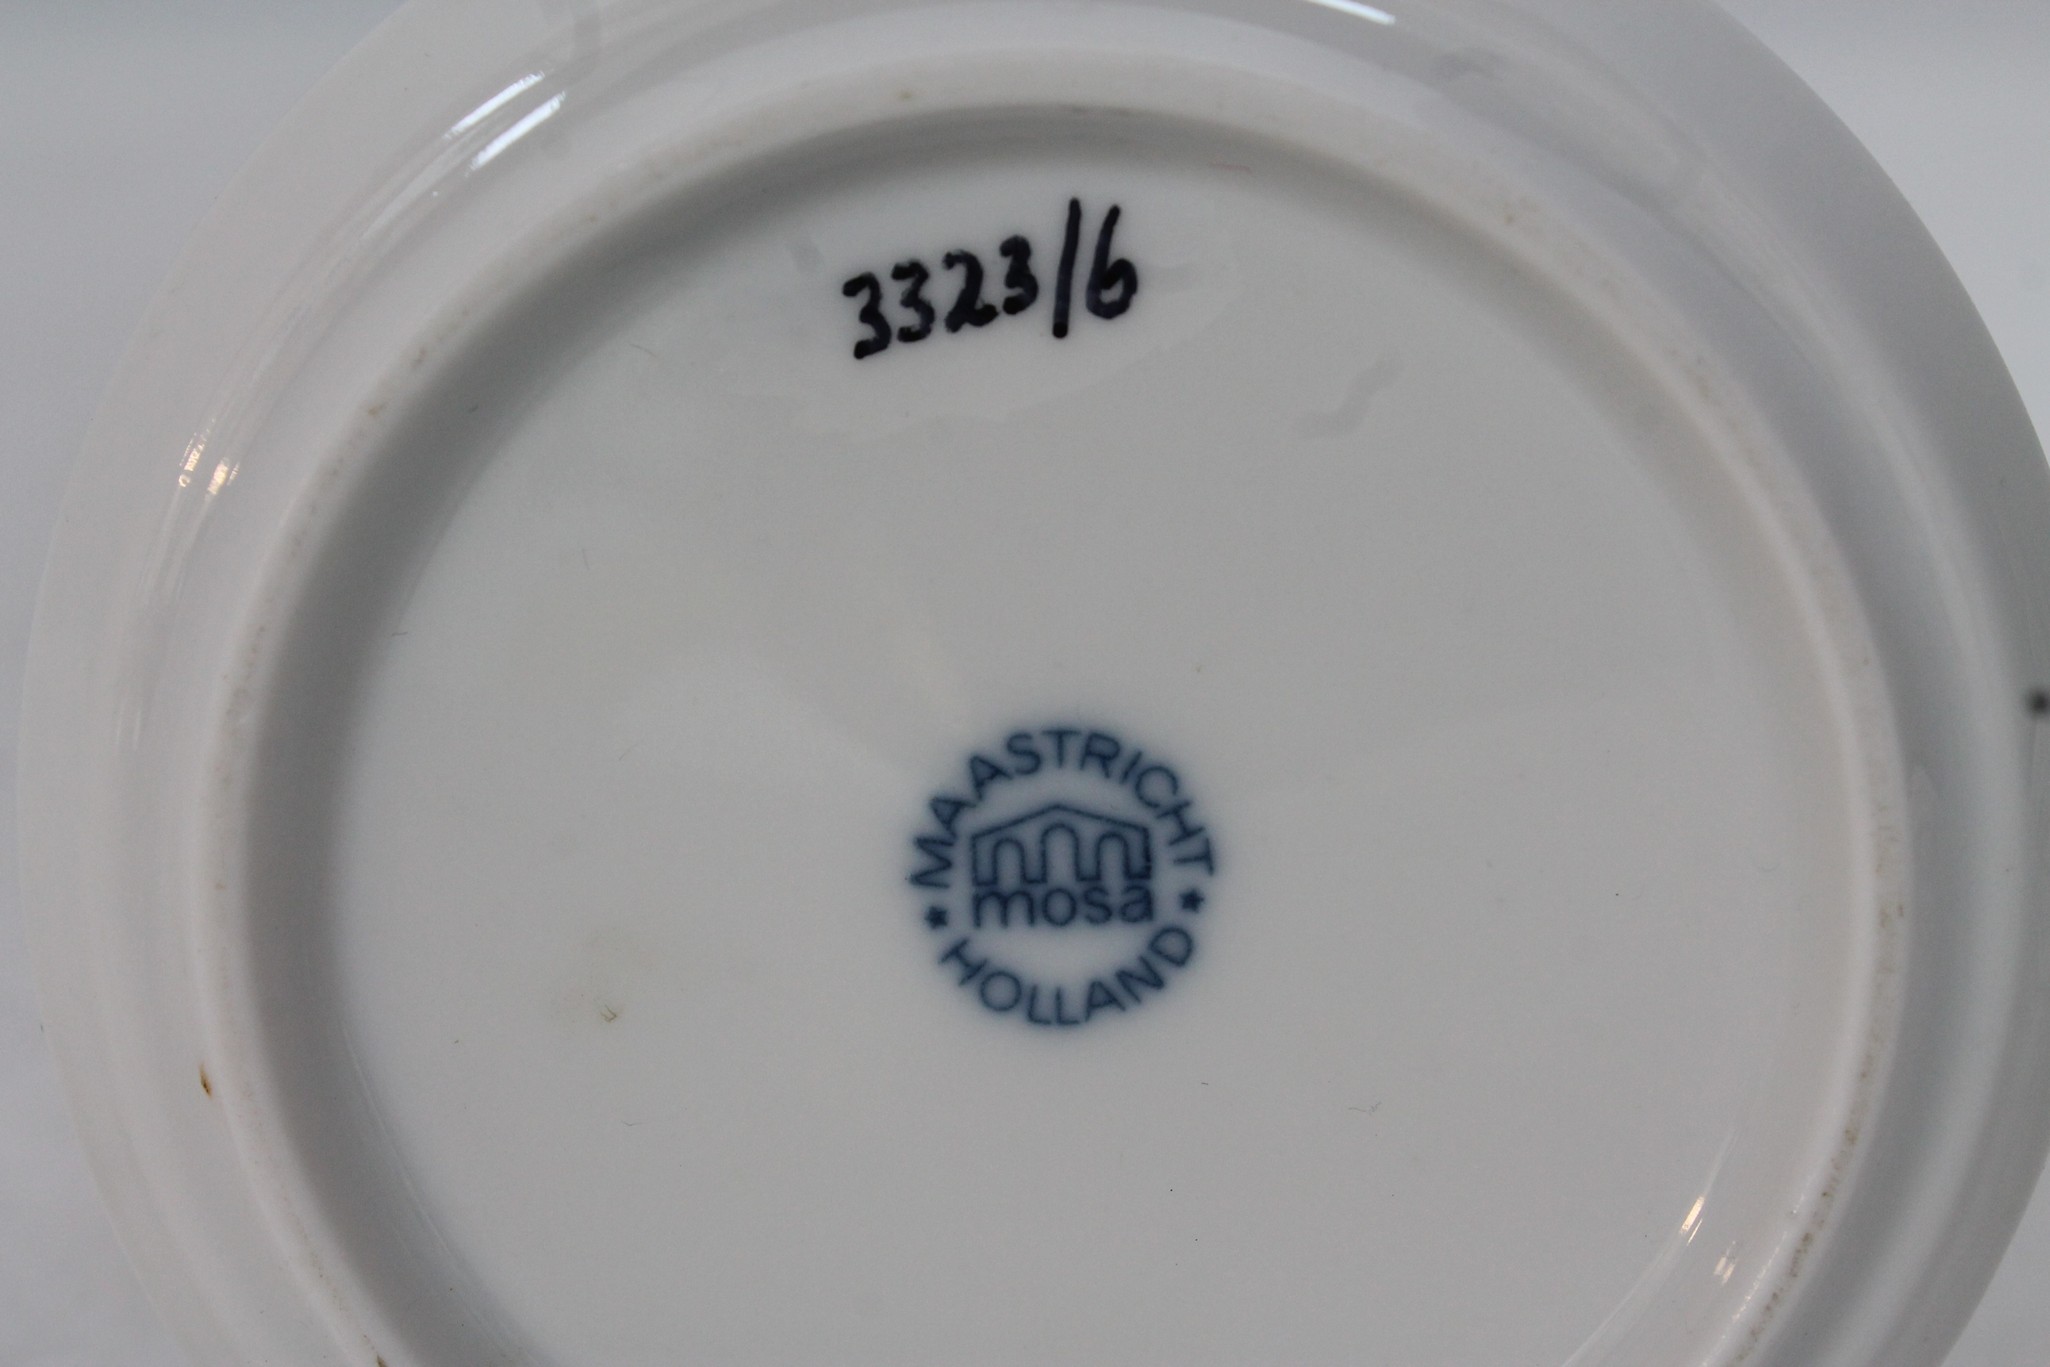 3323/6
MAASTRICHT
mosa
* HOLLAND *